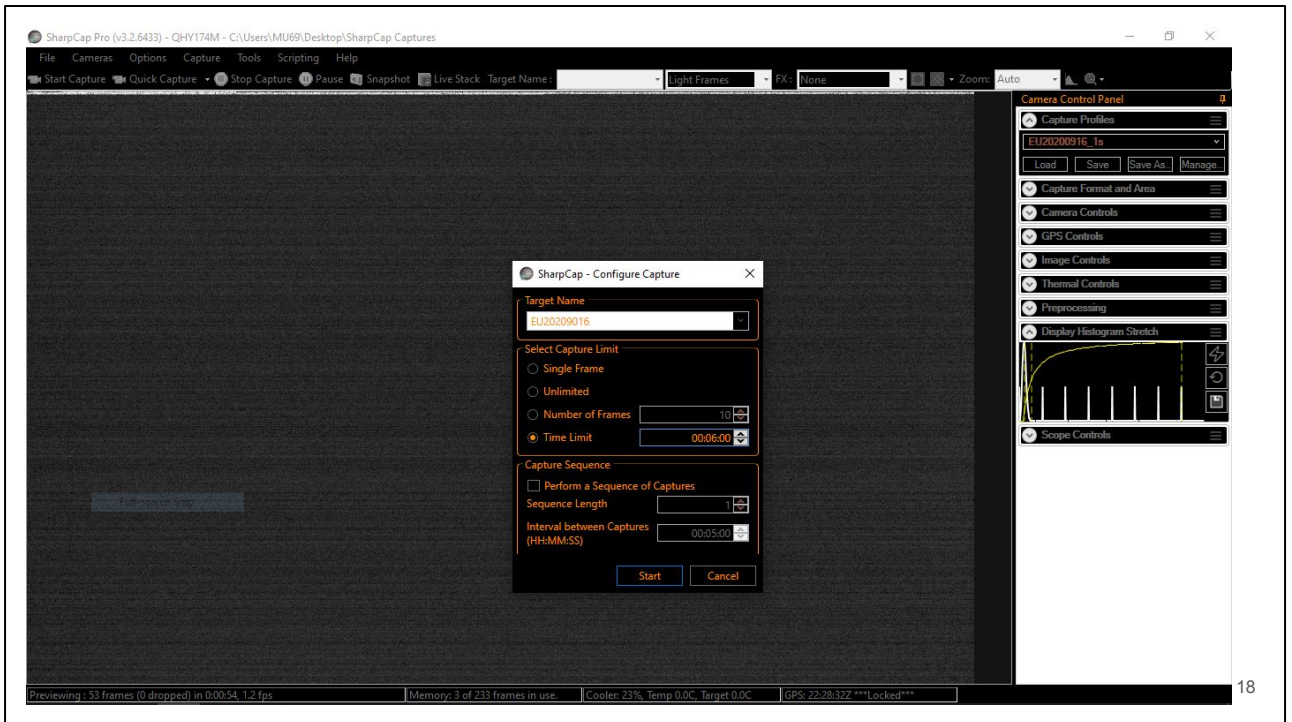 SharpCap Pro (v3.2.6433) - QHY174M - C:\Users\MU69\Desktop\SharpCap Captures
File Cameras Options Capture Tools Scripting Help
Start Capture Quick Capture Stop Capture Pause Snapshot Live Stack Target Name : Light Frames FX : None Zoom: Auto
Camera Control Panel
Capture Profiles
EU20200916_1s
Load Save Save As... Manage...
Capture Format and Area
Camera Controls
GPS Controls
Image Controls
Thermal Controls
Preprocessing
Display Histogram Stretch
Scope Controls
SharpCap - Configure Capture
Target Name
EU20209016
Select Capture Limit
Single Frame
Unlimited
Number of Frames 10
Time Limit 00:06:00
Capture Sequence
Perform a Sequence of Captures
Sequence Length 1
Interval between Captures 00:05:00
(HH:MM:SS)
Start Cancel
Previewing : 53 frames (0 dropped) in 0:00:54, 1.2 fps Memory: 3 of 233 frames in use. Cooler: 23%, Temp 0.0C, Target 0.0C GPS: 22:28:32Z ***Locked***
18